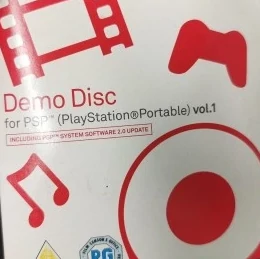 Demo Disc
for PSP™ (PlayStation®Portable) vol.1
INCLUDING PSP™ SYSTEM SOFTWARE 2.0 UPDATE
PG